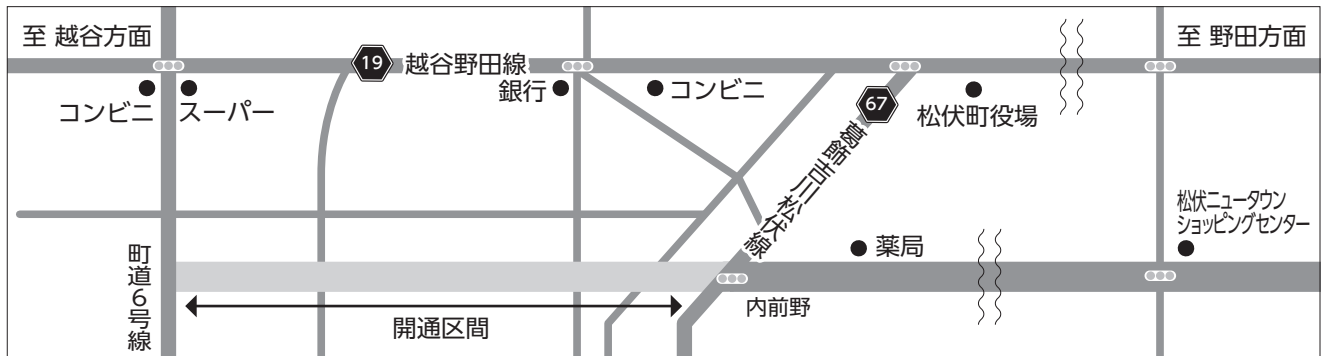 至 越谷方面
19
越谷野田線
至 野田方面
コンビニ
スーパー
銀行
コンビニ
67
松伏町役場
葛飾吉川松伏線
松伏ニュータウン
ショッピングセンター
町道6号線
薬局
内前野
開通区間